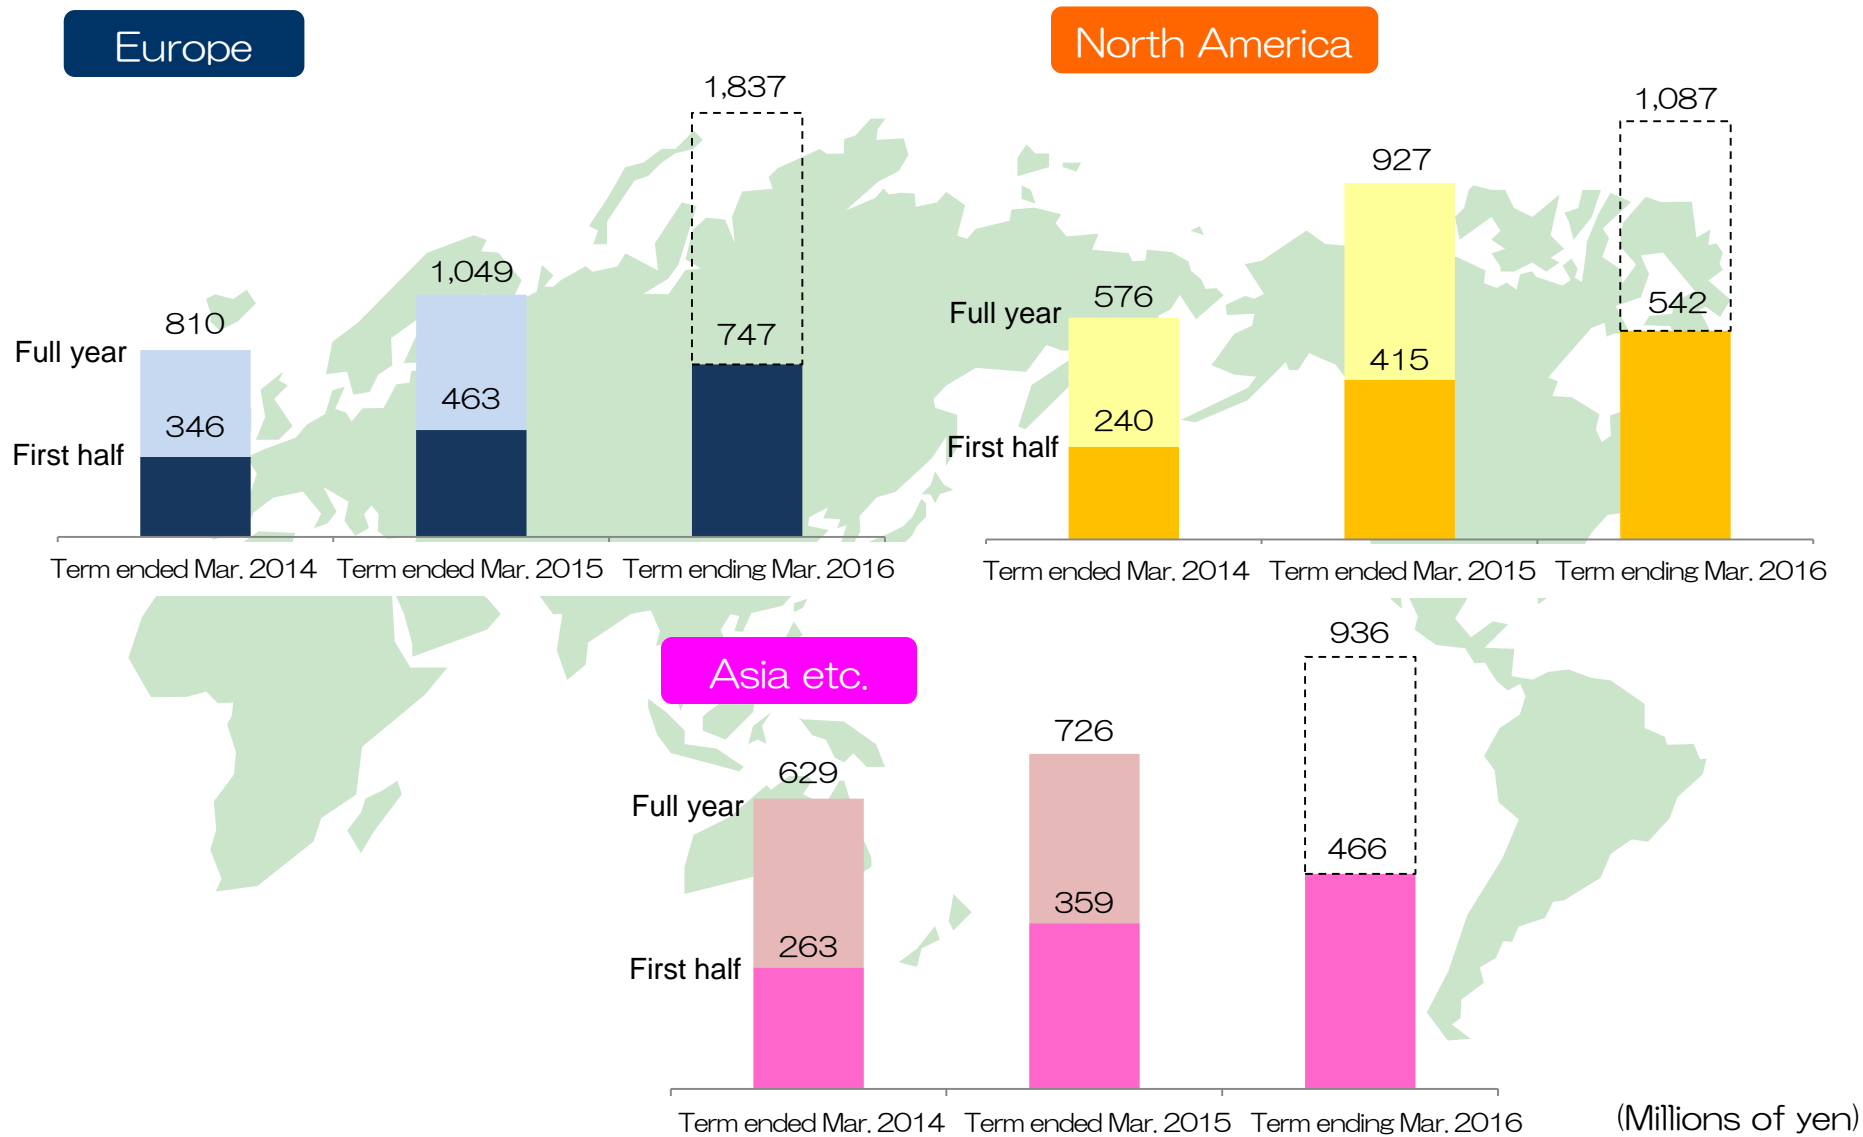 Europe
1,837
1,049
810
747
Full year
463
346
First half
Term ended Mar. 2014 Term ended Mar. 2015 Term ending Mar. 2016
North America
1,087
927
576
542
Full year
415
240
First half
Term ended Mar. 2014 Term ended Mar. 2015 Term ending Mar. 2016
Asia etc.
936
726
629
Full year
466
359
263
First half
Term ended Mar. 2014 Term ended Mar. 2015 Term ending Mar. 2016
(Millions of yen)